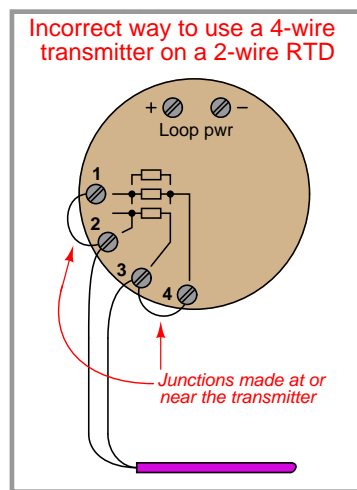 Incorrect way to use a 4-wire
transmitter on a 2-wire RTD
+ −
Loop pwr
1
2
3
4
Junctions made at or
near the transmitter